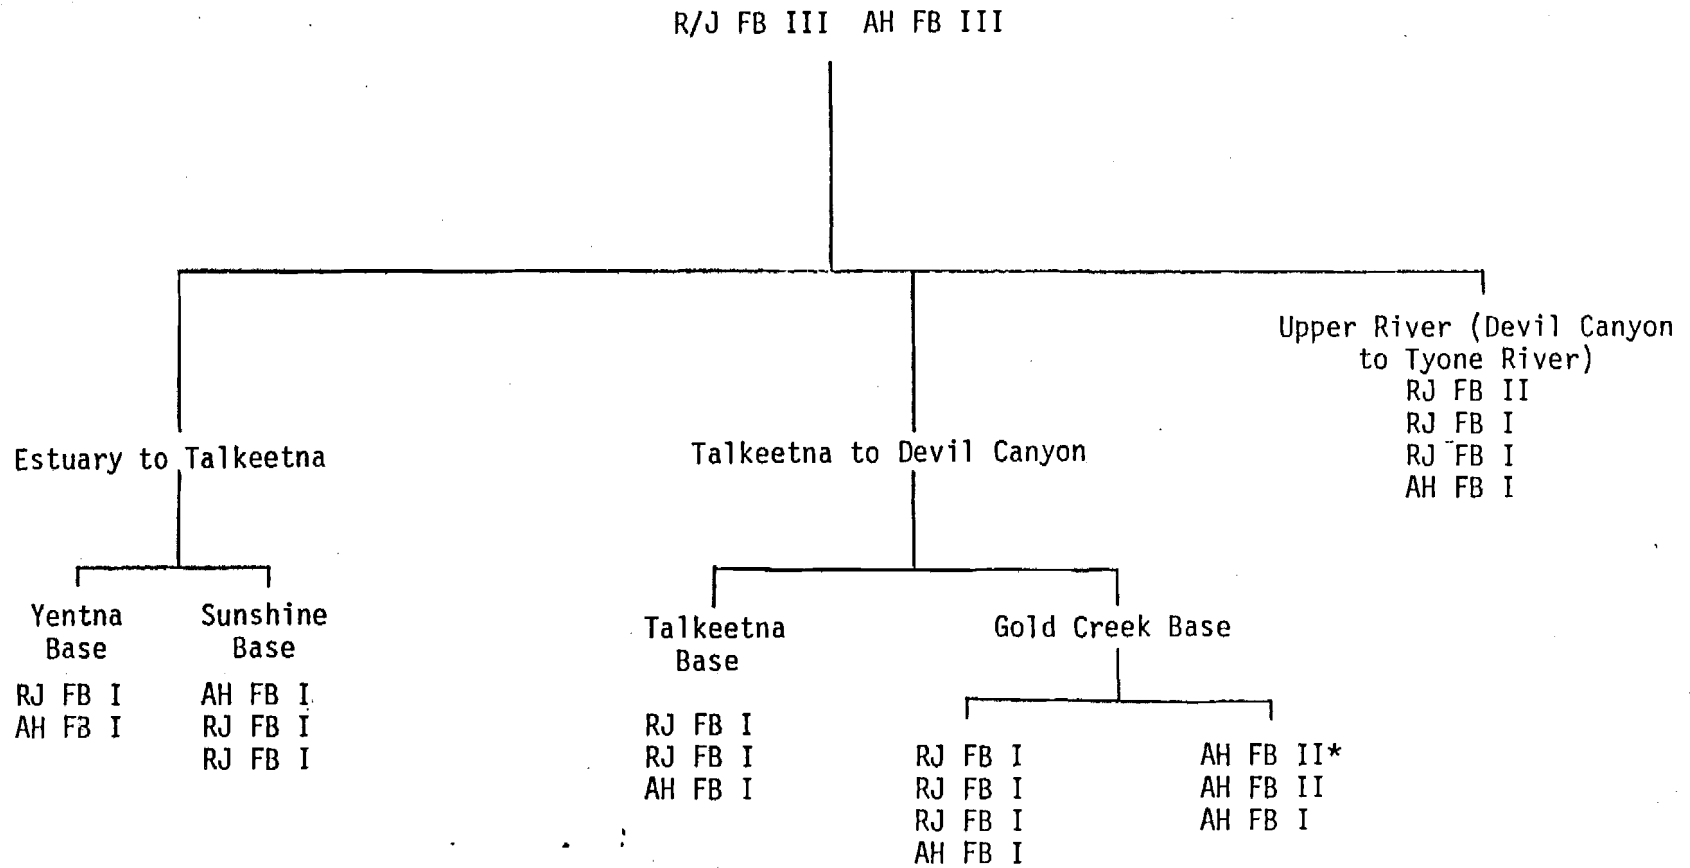 R/J FB III AH FB III
Estuary to Talkeetna
Yentna
Base
RJ FB I
AH FB I
Sunshine
Base
AH FB I
RJ FB I
RJ FB I
Talkeetna to Devil Canyon
Talkeetna
Base
RJ FB I
RJ FB I
AH FB I
Gold Creek Base
RJ FB I
RJ FB I
RJ FB I
AH FB I
AH FB II*
AH FB II
AH FB I
Upper River (Devil Canyon
to Tyone River)
RJ FB II
RJ FB I
RJ FB I
AH FB I